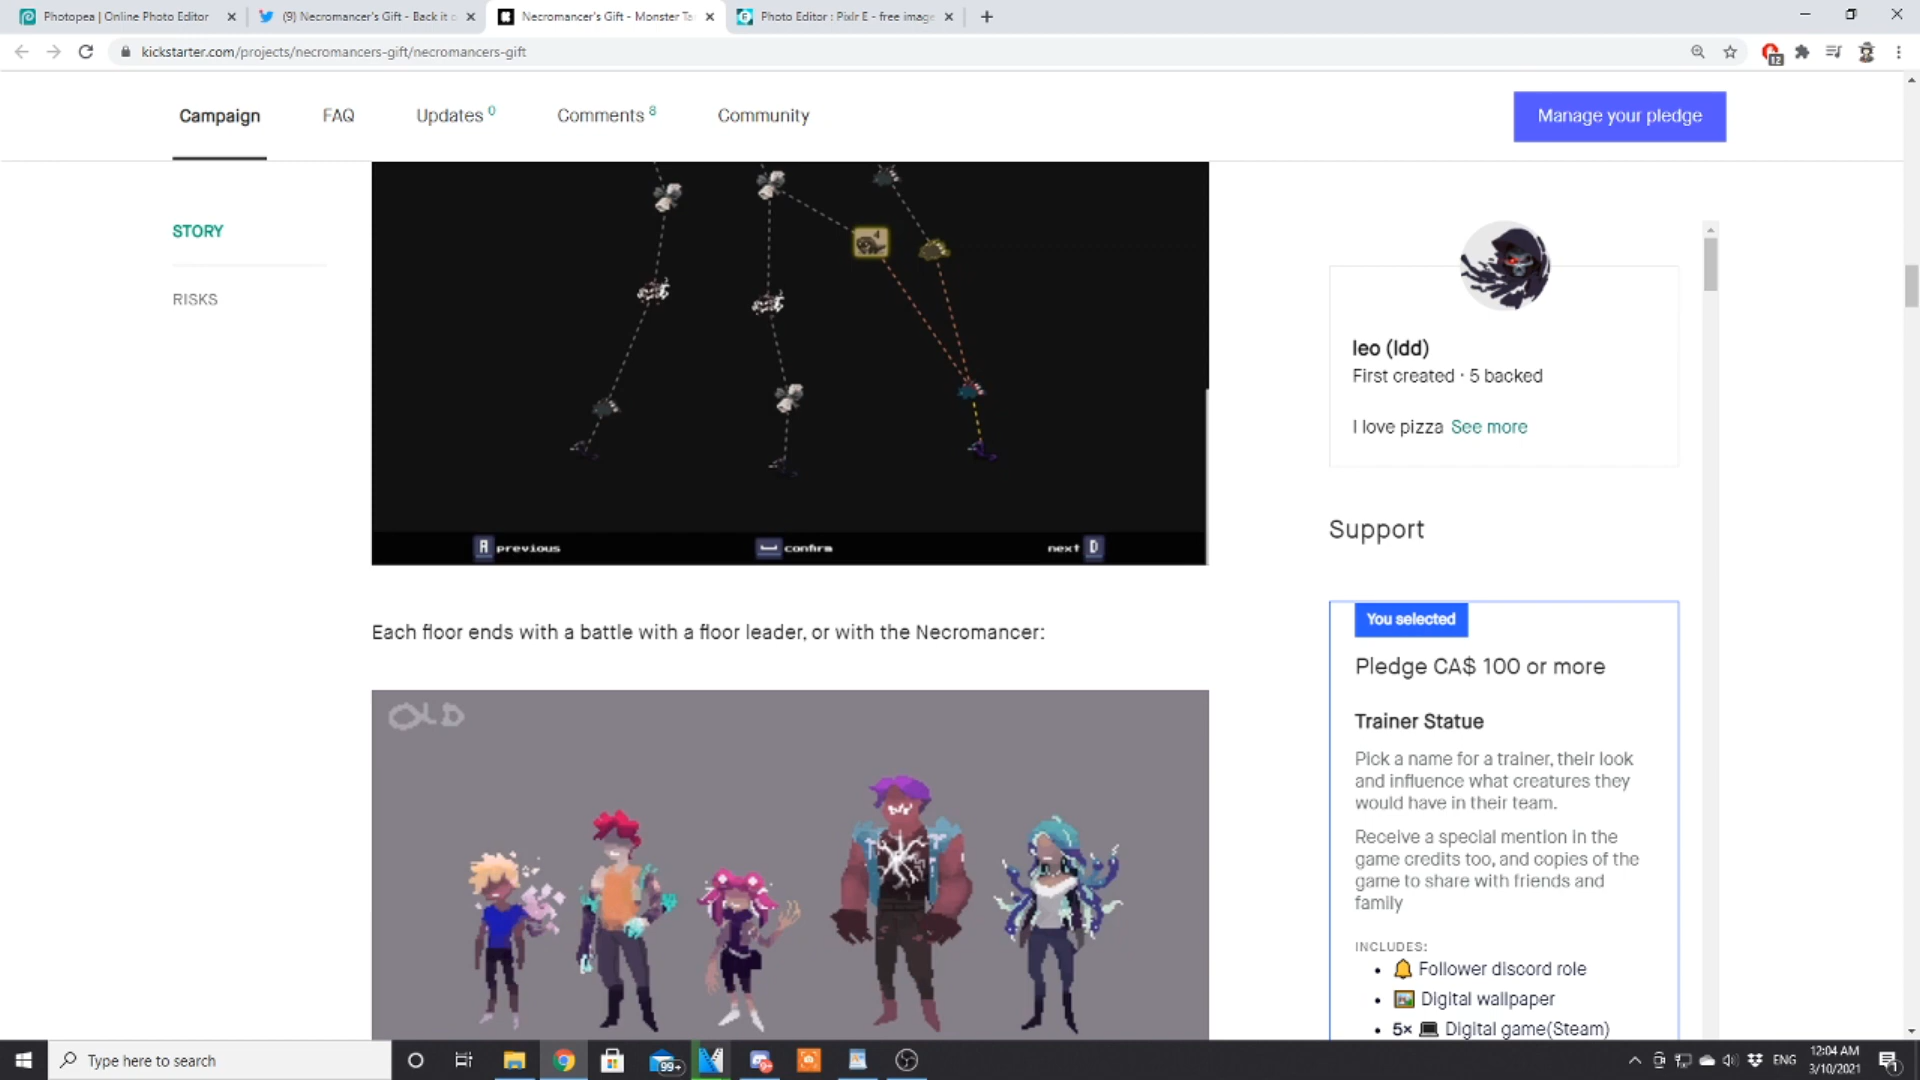 Photopea | Online Photo Editor
(9) Necromancer's Gift - Back it o
Necromancer's Gift - Monster Ta
Photo Editor : Pixlr E - free image
kickstarter.com/projects/necromancers-gift/necromancers-gift
12
Campaign
FAQ
Updates 0
Comments 8
Community
Manage your pledge
STORY
RISKS
4
A previous
confirm
next D
Each floor ends with a battle with a floor leader, or with the Necromancer:
OLD
leo (ldd)
First created · 5 backed
I love pizza See more
Support
You selected
Pledge CA$ 100 or more
Trainer Statue
Pick a name for a trainer, their look
and influence what creatures they
would have in their team.
Receive a special mention in the
game credits too, and copies of the
game to share with friends and
family
INCLUDES:
• 🔔 Follower discord role
• 🖼 Digital wallpaper
• 5× 💻 Digital game(Steam)
Type here to search
99+
ENG
12:04 AM
3/10/2021
1